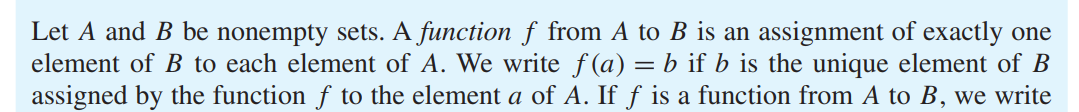 Let A and B be nonempty sets. A function f from A to B is an assignment of exactly one
element of B to each element of A. We write f(a) = b if b is the unique element of B
assigned by the function f to the element a of A. If f is a function from A to B, we write